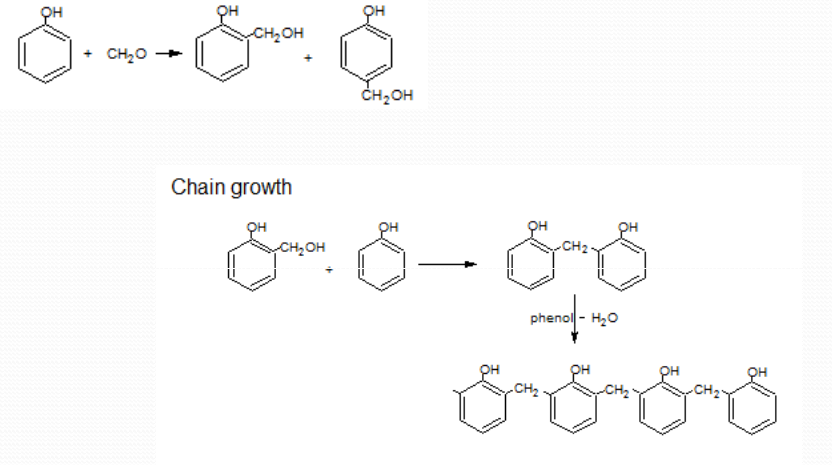 OH OH OH
+ CH2O CH2OH +
CH2OH
Chain growth
OH OH OH OH
CH2OH + CH2
phenol - H2O
OH OH OH OH
CH2 CH2 CH2